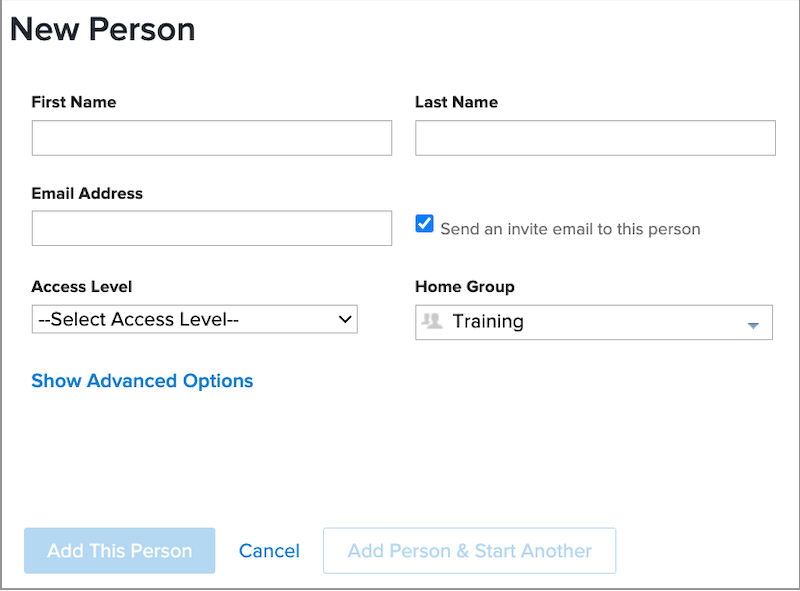 New Person
First Name
Last Name
Email Address
Send an invite email to this person
Access Level
Home Group
--Select Access Level--
Training
Show Advanced Options
Add This Person
Cancel
Add Person & Start Another